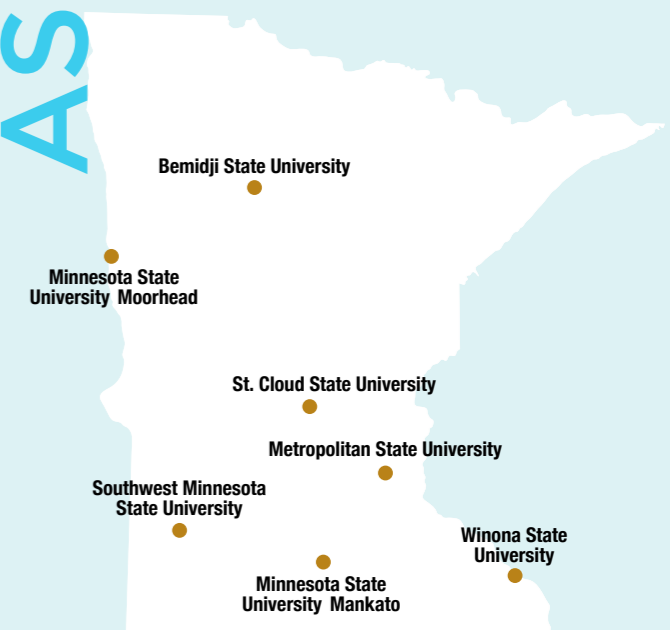 AS
Bemidji State University
Minnesota State
University Moorhead
St. Cloud State University
Metropolitan State University
Southwest Minnesota
State University
Winona State
University
Minnesota State
University Mankato